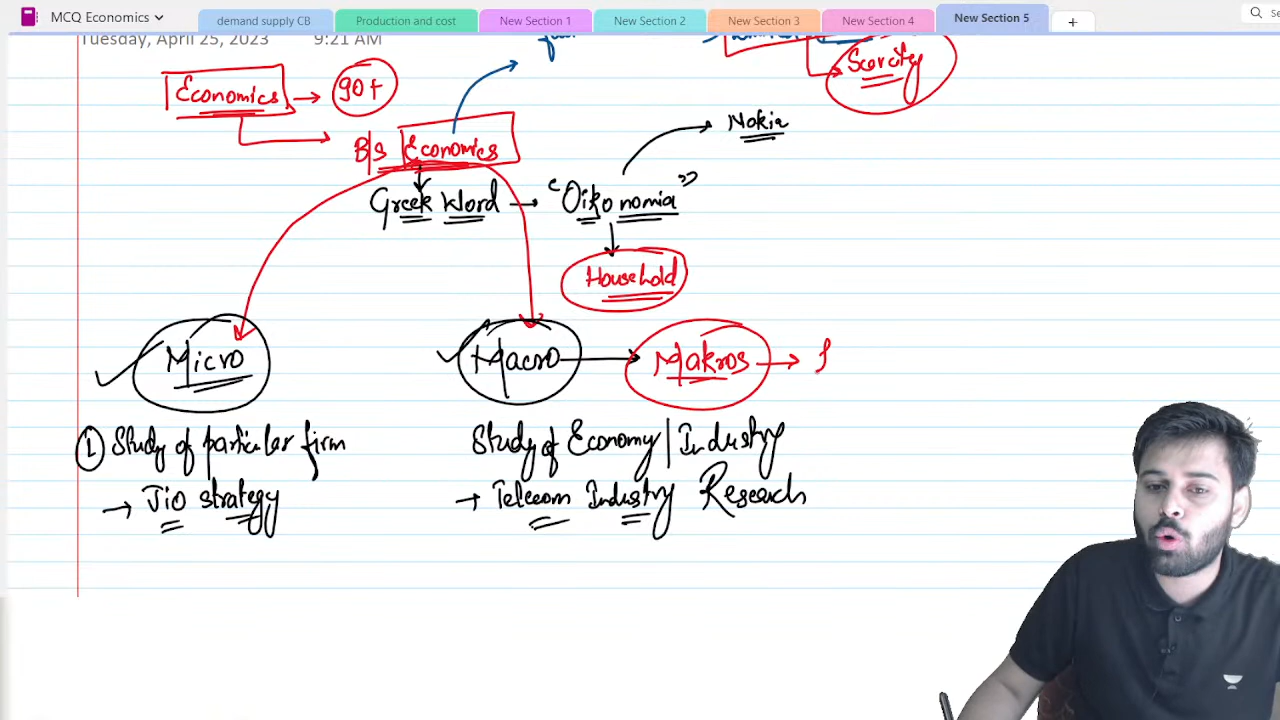 MCQ Economics
demand supply CB
Production and cost
New Section 1
New Section 2
New Section 3
New Section 4
New Section 5
+
Tuesday, April 25, 2023 9:21 AM
Scarcity
Economics → 90+
B/S Economics
Nokia
Greek Word → "Oikonomia"
Household
Micro
Macro → Makros →
① Study of particular firm
→ Jio strategy
Study of Economy/Industry
→ Telecom Industry Research